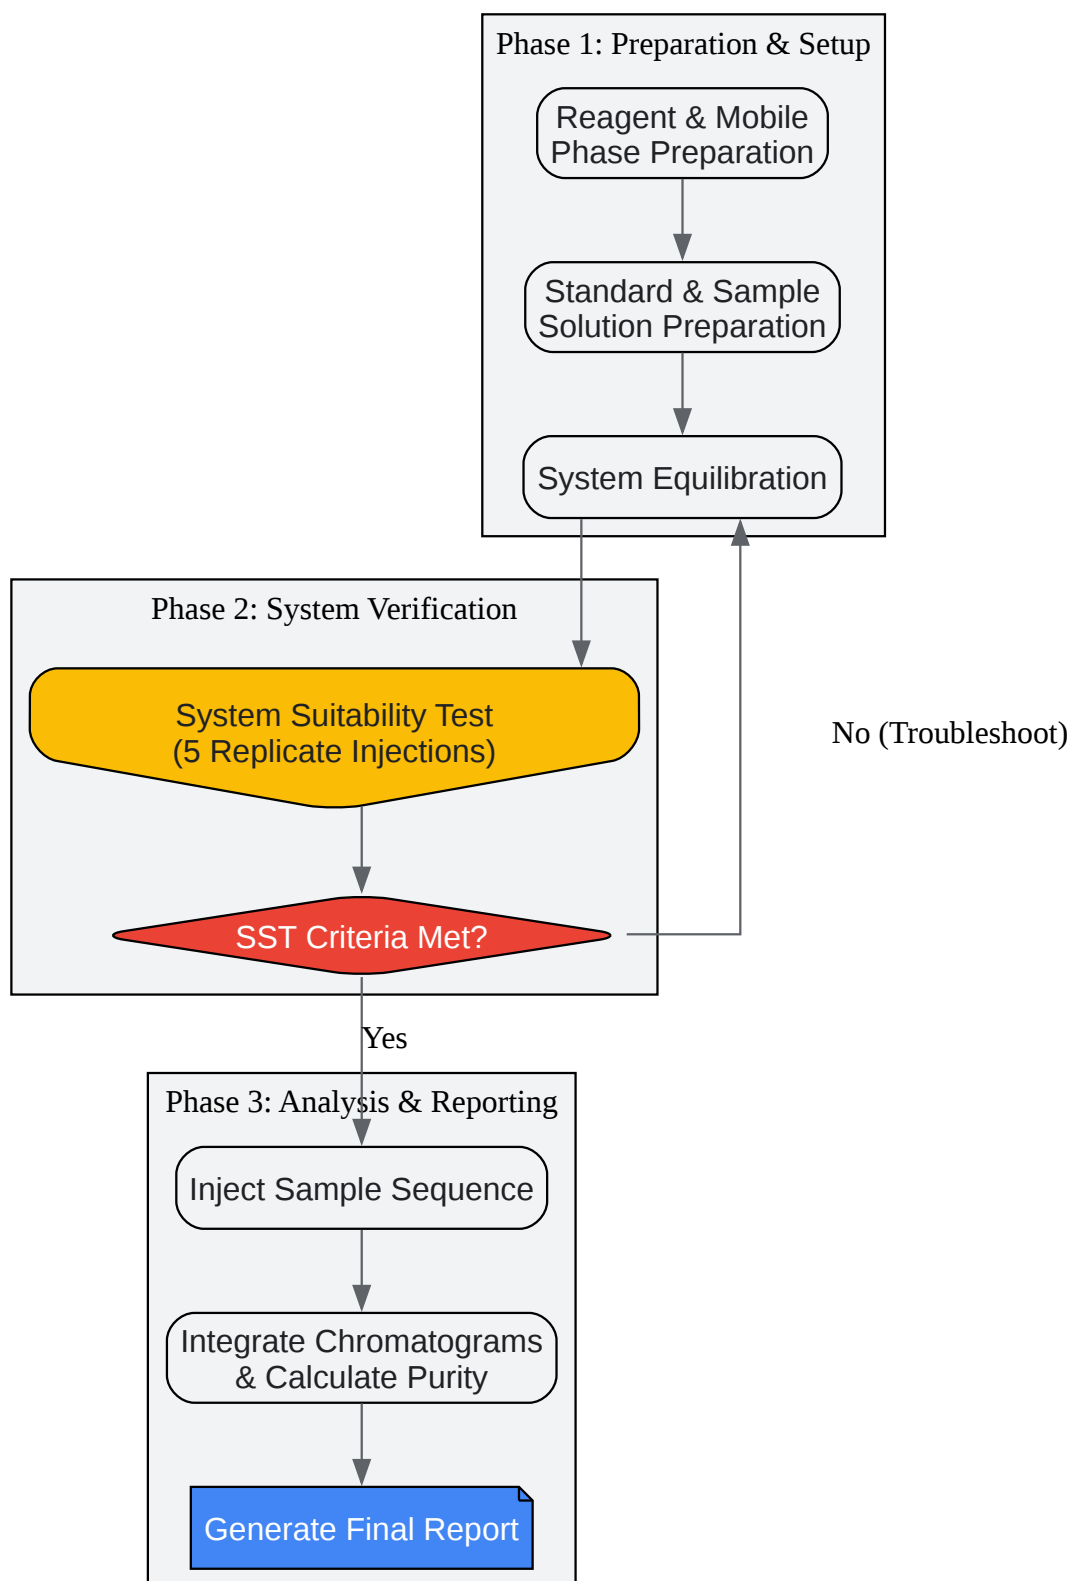 Phase 1: Preparation & Setup
Reagent & Mobile
Phase Preparation
Standard & Sample
Solution Preparation
System Equilibration
Phase 2: System Verification
System Suitability Test
(5 Replicate Injections)
No (Troubleshoot)
SST Criteria Met?
Yes
Phase 3: Analysis & Reporting
Inject Sample Sequence
Integrate Chromatograms
& Calculate Purity
Generate Final Report